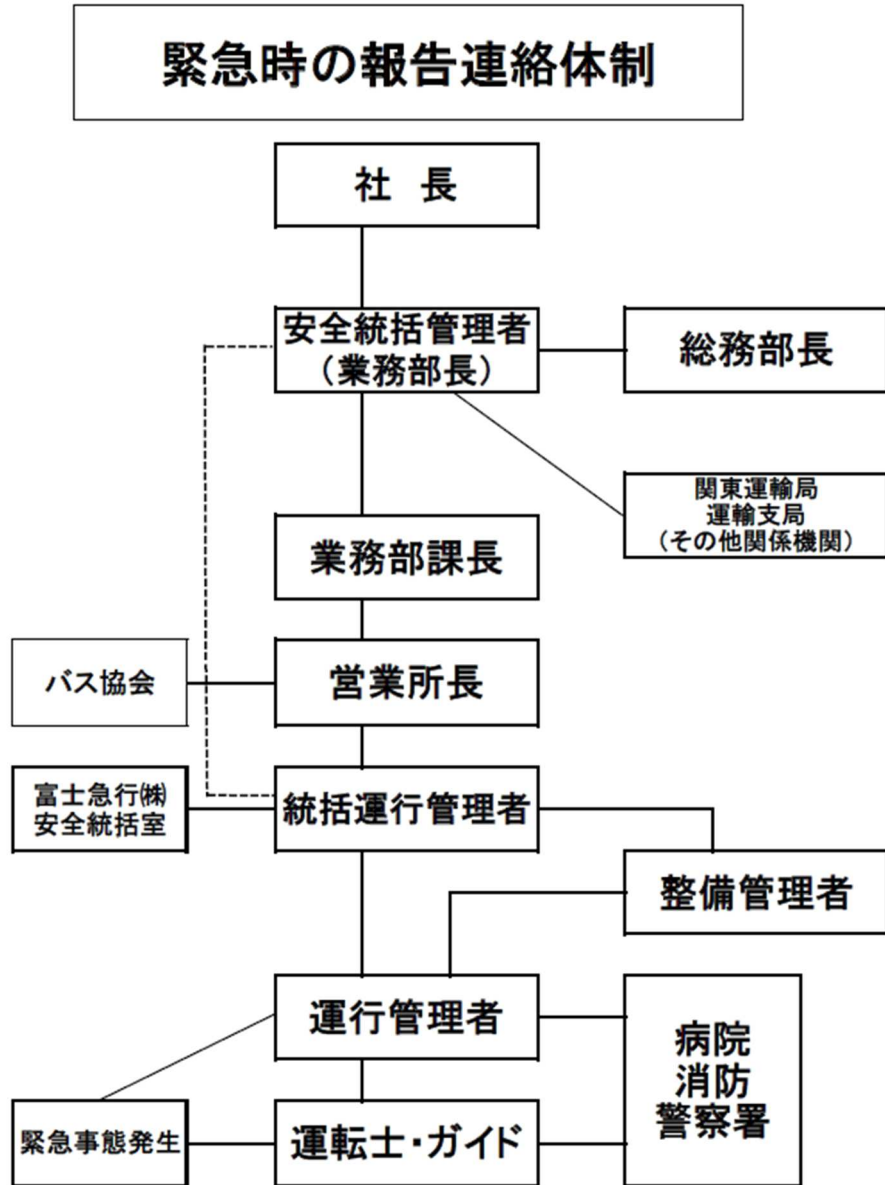 緊急時の報告連絡体制
社 長
安全統括管理者
（業務部長）
総務部長
関東運輸局
運輸支局
（その他関係機関）
業務部課長
バス協会
営業所長
富士急行㈱
安全統括室
統括運行管理者
整備管理者
運行管理者
病院
消防
警察署
緊急事態発生
運転士・ガイド